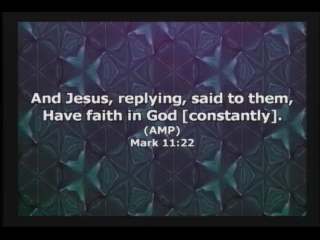 And Jesus, replying, said to them,
Have faith in God [constantly].
(AMP)
Mark 11:22